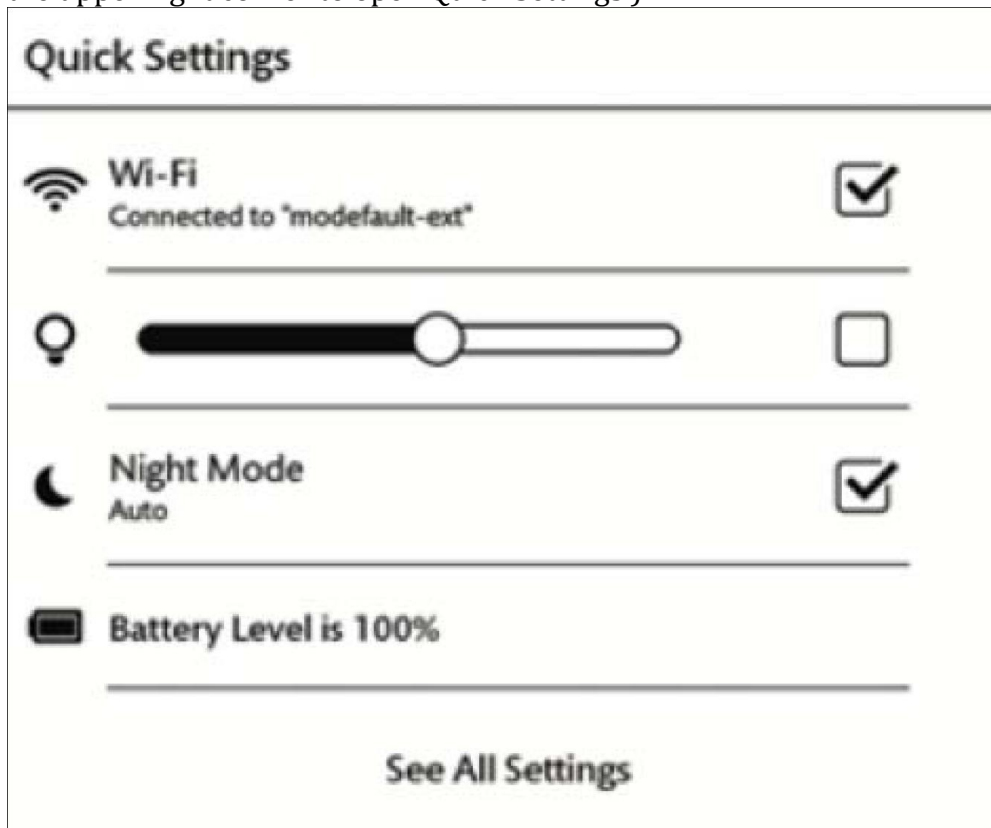 Quick Settings
Wi-Fi
Connected to "modefault-ext"
Night Mode
Auto
Battery Level is 100%
See All Settings